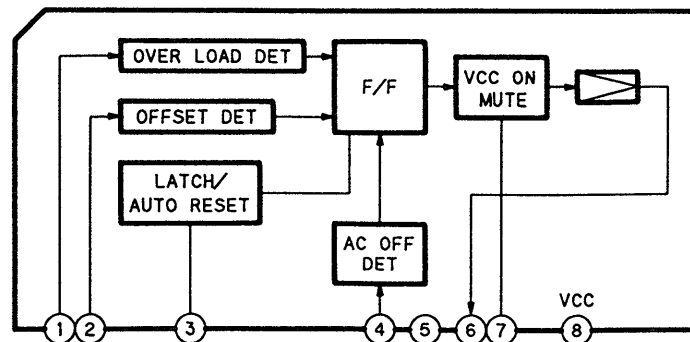 OVER LOAD DET
F/F
VCC ON
MUTE
OFFSET DET
LATCH/
AUTO RESET
AC OFF
DET
VCC
1 2 3 4 5 6 7 8